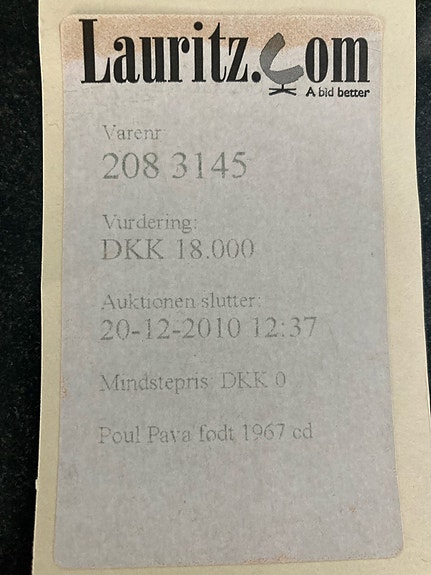 Lauritz.com
A bid better
Varenr
208 3145
Vurdering:
DKK 18.000
Auktionen slutter:
20-12-2010 12:37
Mindstepris: DKK 0
Poul Pava født 1967 cd